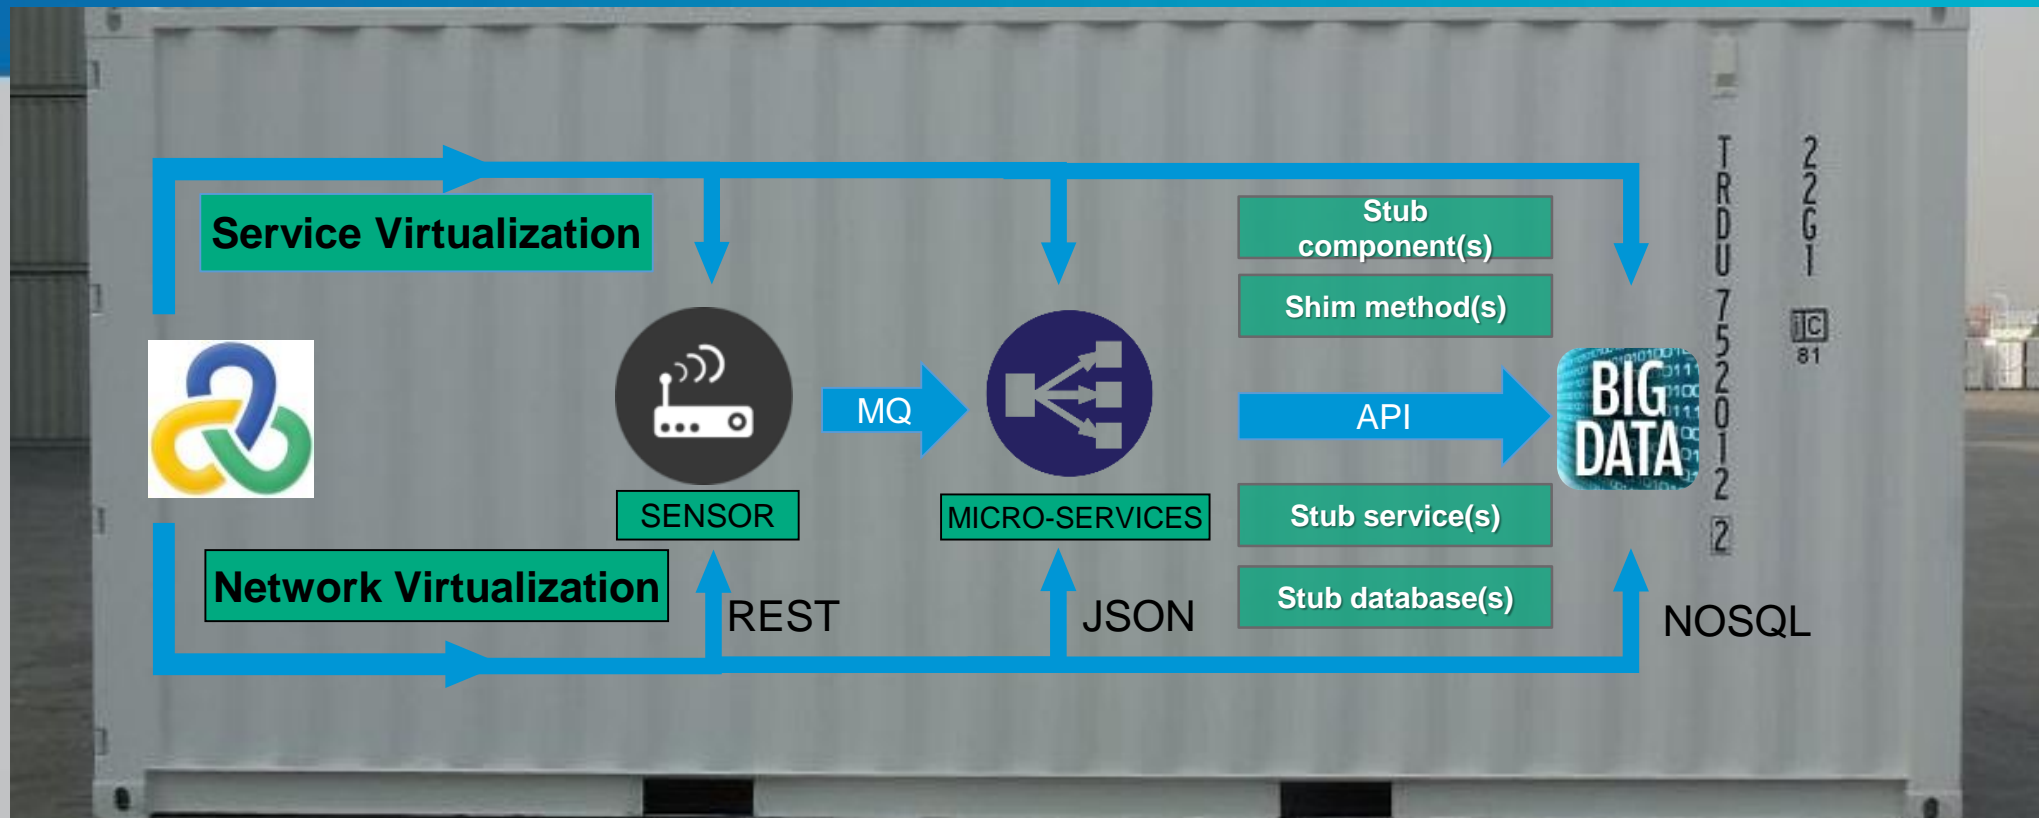 Service Virtualization
Stub
component(s)
Shim method(s)
MQ
API
BIG
DATA
SENSOR
MICRO-SERVICES
Stub service(s)
Network Virtualization
REST
JSON
Stub database(s)
NOSQL
TRDU 752012 2
22G1
81